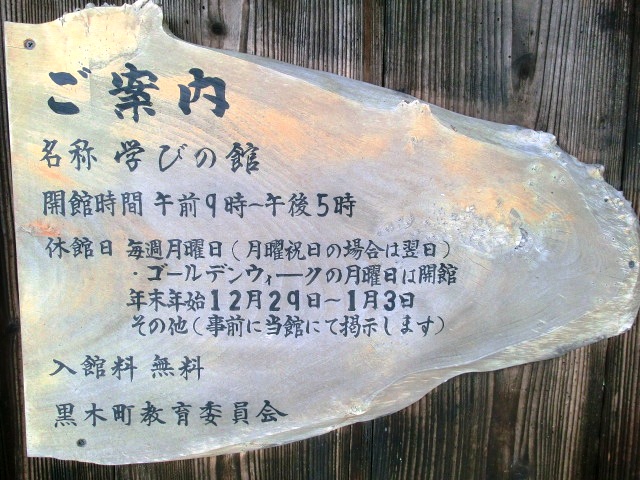 ご案内
名称 学びの館
開館時間 午前9時〜午後5時
休館日 毎週月曜日(月曜祝日の場合は翌日)
・ゴールデンウィークの月曜日は開館
年末年始12月29日〜1月3日
その他(事前に当館にて掲示します)
入館料 無料
黒木町教育委員会